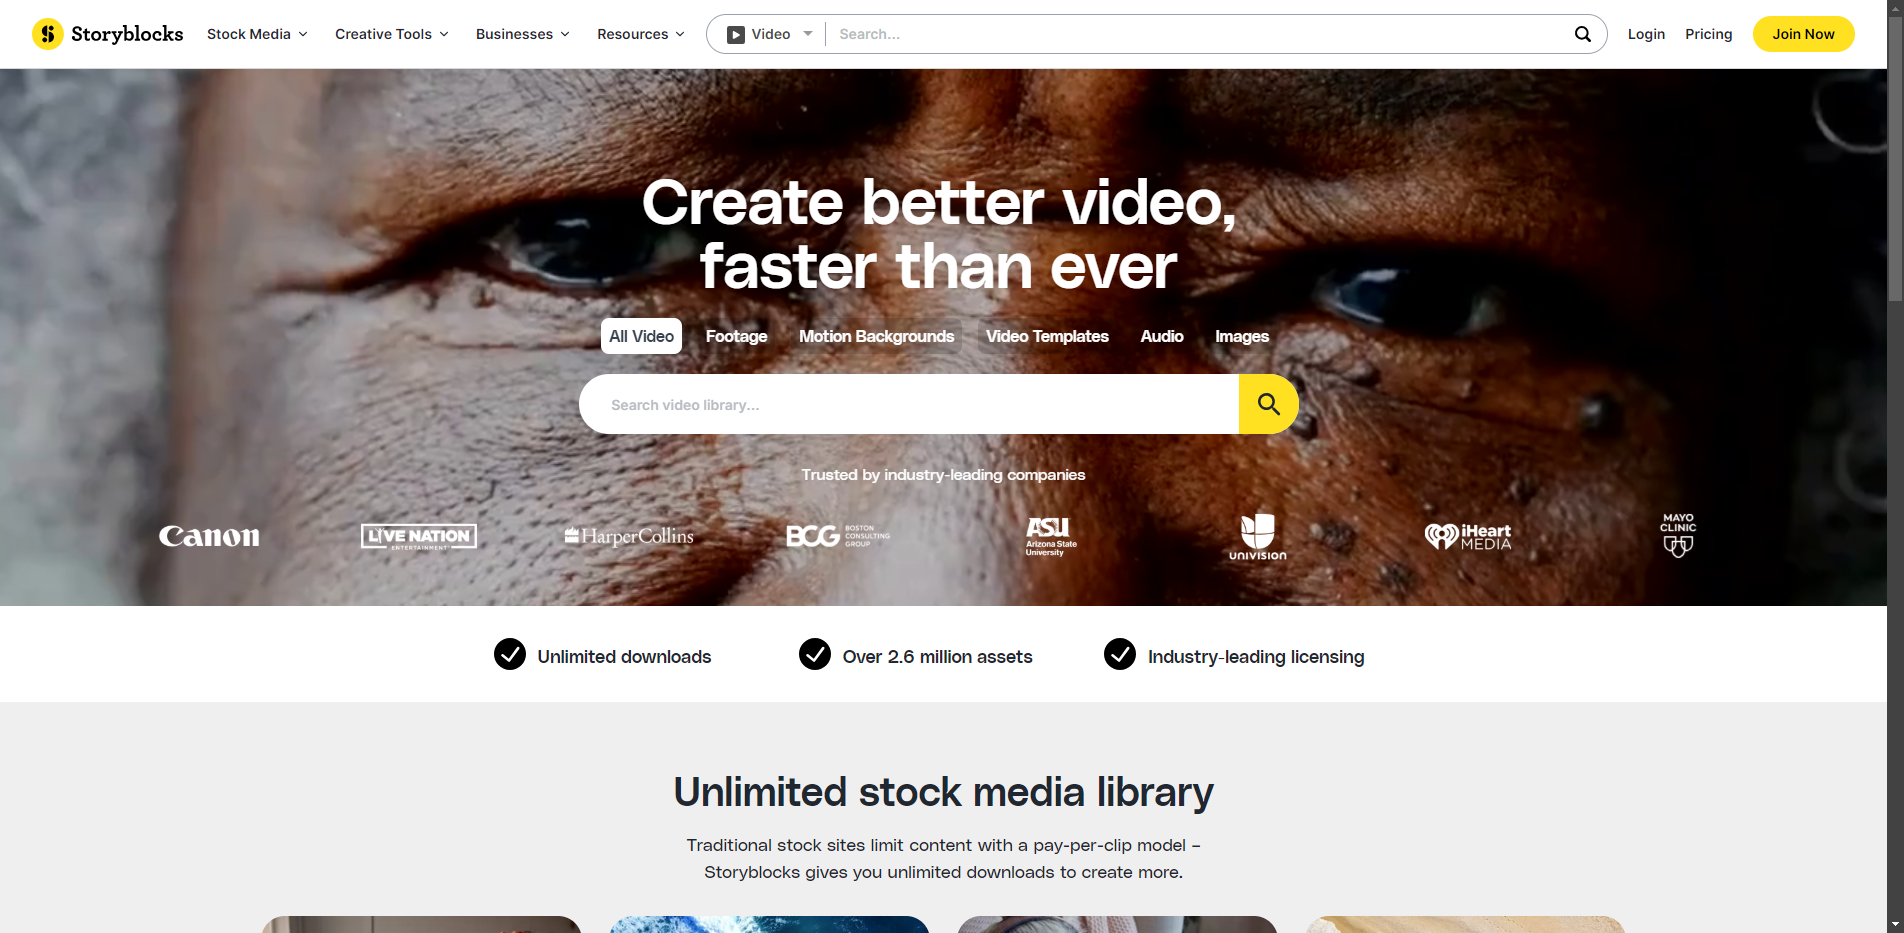 Storyblocks
Stock Media
Creative Tools
Businesses
Resources
Video
Search...
Login
Pricing
Join Now
Create better video,
faster than ever
All Video
Footage
Motion Backgrounds
Video Templates
Audio
Images
Search video library...
Trusted by industry-leading companies
Canon
LIVE NATION
ENTERTAINMENT
HarperCollins
BCG
BOSTON
CONSULTING
GROUP
ASU
Arizona State
University
UNIVISION
iHeart
MEDIA
MAYO
CLINIC
Unlimited downloads
Over 2.6 million assets
Industry-leading licensing
Unlimited stock media library
Traditional stock sites limit content with a pay-per-clip model –
Storyblocks gives you unlimited downloads to create more.